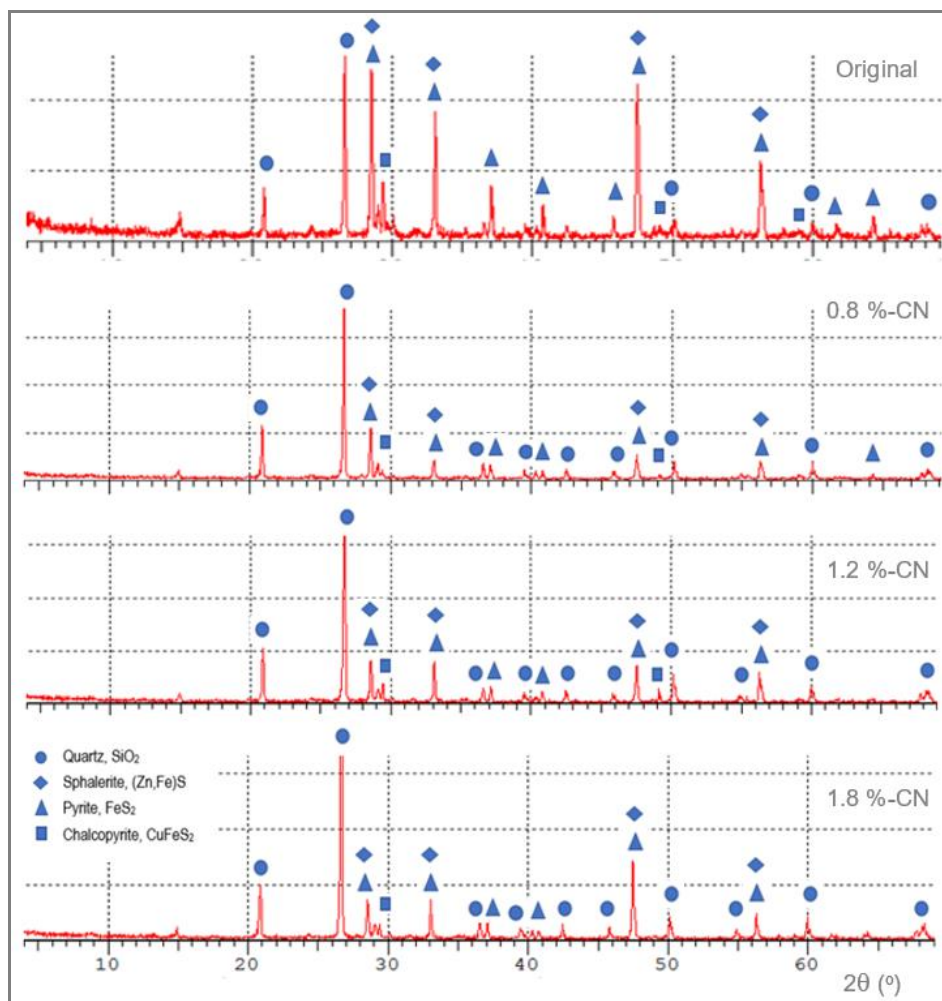 Original
0.8 %-CN
1.2 %-CN
Quartz, SiO₂
Sphalerite, (Zn,Fe)S
Pyrite, FeS₂
Chalcopyrite, CuFeS₂
1.8 %-CN
10 20 30 40 50 60
2θ (º)